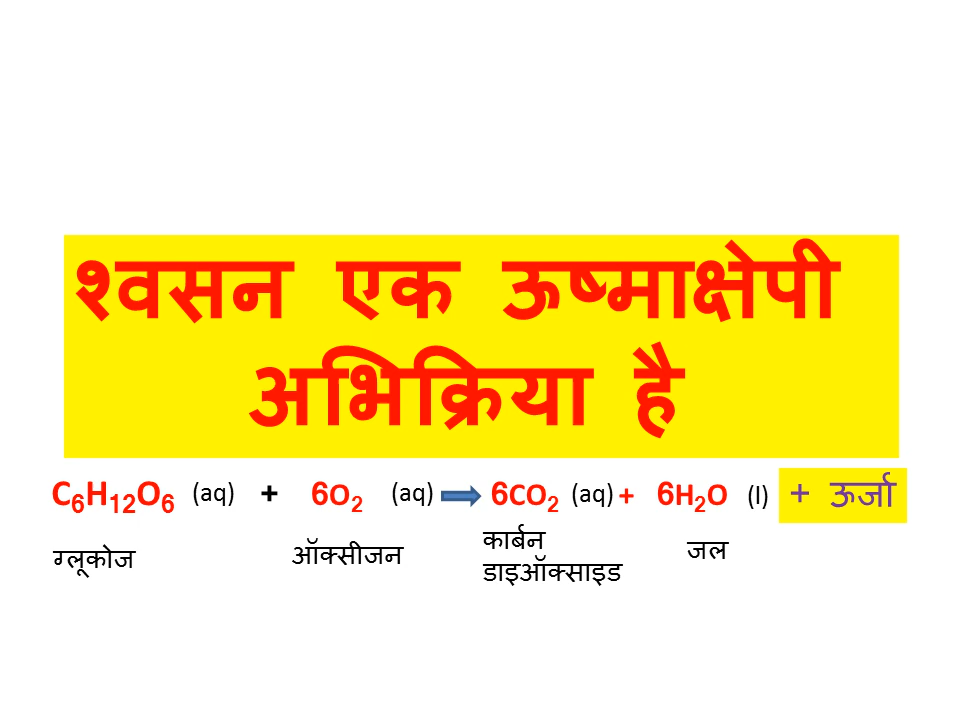 श्वसन एक ऊष्माक्षेपी
अभिक्रिया है
C₆H₁₂O₆ (aq) + 6O₂ (aq) 6CO₂ (aq) + 6H₂O (l) + ऊर्जा
ग्लूकोज ऑक्सीजन कार्बन डाइऑक्साइड जल